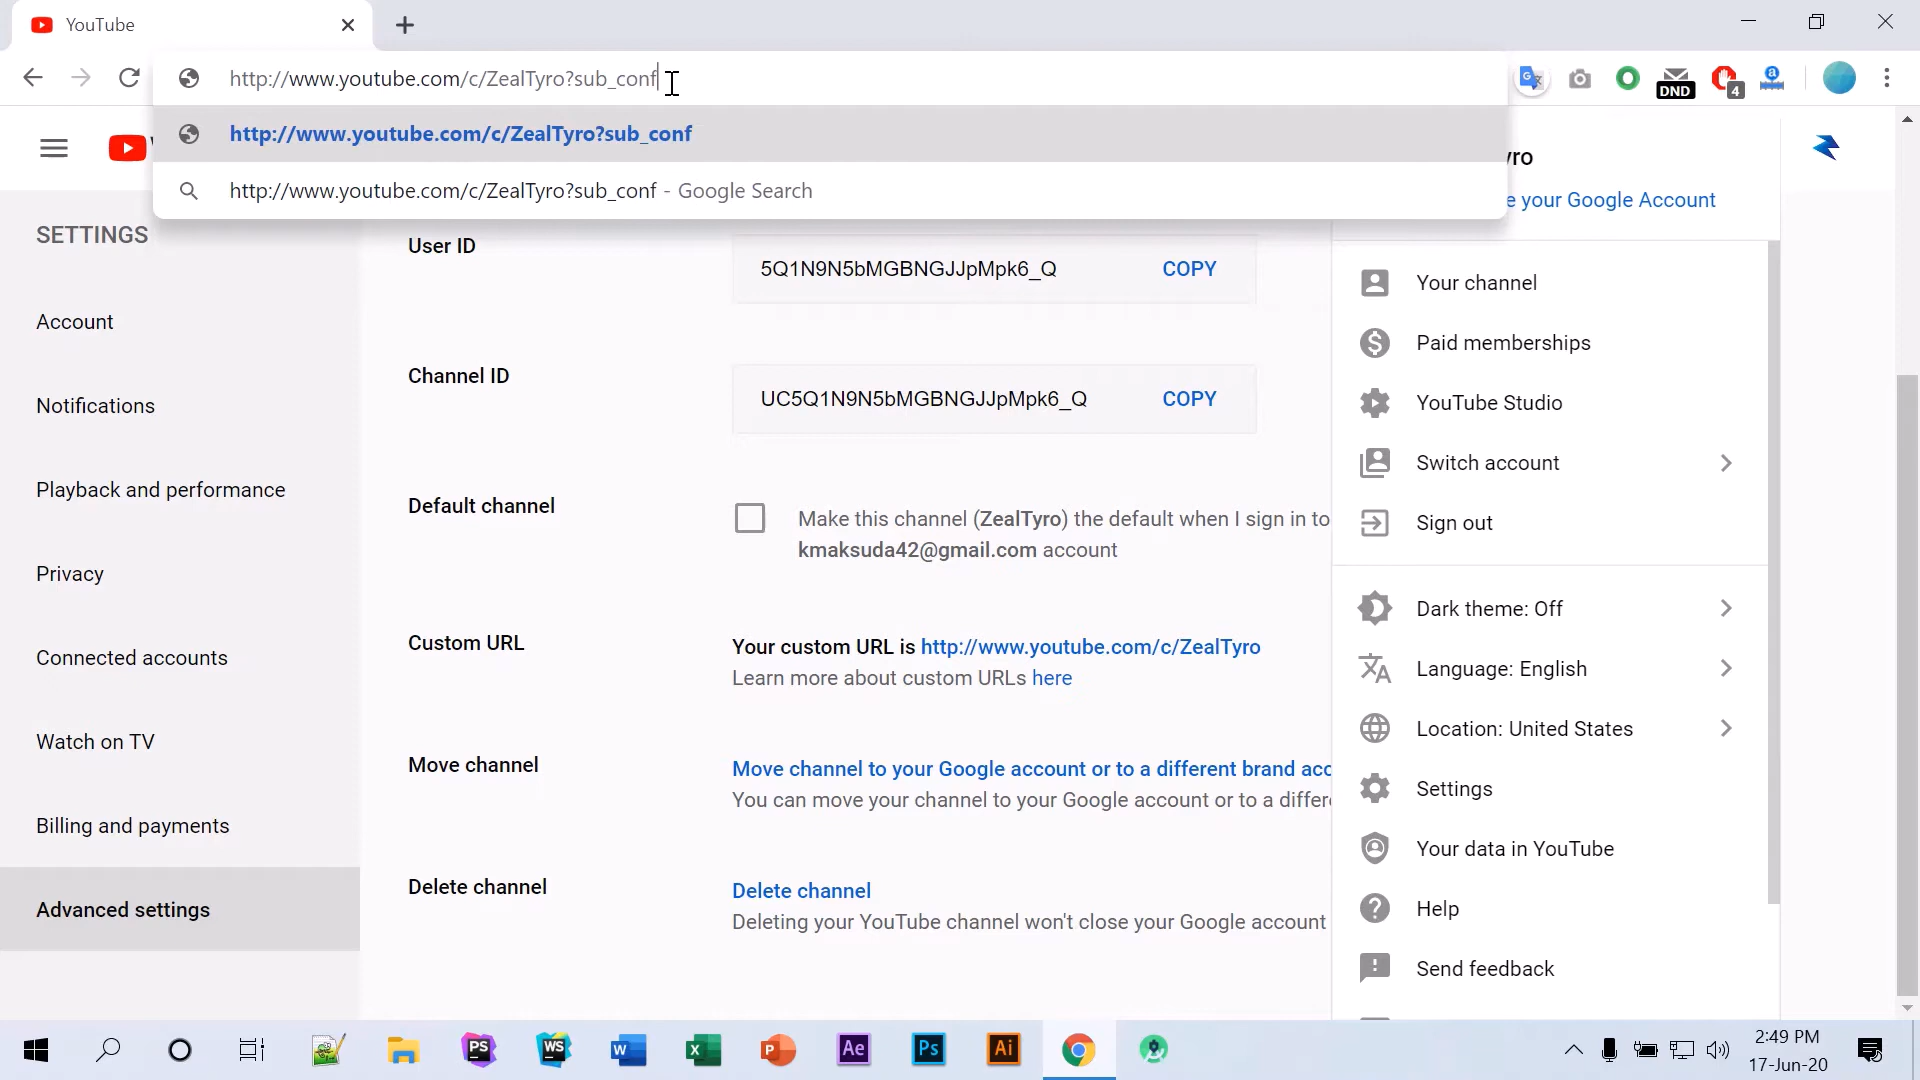 YouTube
http://www.youtube.com/c/ZealTyro?sub_conf
DND
4
http://www.youtube.com/c/ZealTyro?sub_conf
http://www.youtube.com/c/ZealTyro?sub_conf - Google Search
yro
e your Google Account
SETTINGS
Account
Notifications
Playback and performance
Privacy
Connected accounts
Watch on TV
Billing and payments
Advanced settings
User ID
5Q1N9N5bMGBNGJJpMpk6_Q
COPY
Channel ID
UC5Q1N9N5bMGBNGJJpMpk6_Q
COPY
Default channel
Make this channel (ZealTyro) the default when I sign in to
kmaksuda42@gmail.com account
Custom URL
Your custom URL is http://www.youtube.com/c/ZealTyro
Learn more about custom URLs here
Move channel
Move channel to your Google account or to a different brand acc
You can move your channel to your Google account or to a differe
Delete channel
Delete channel
Deleting your YouTube channel won't close your Google account
Your channel
Paid memberships
YouTube Studio
Switch account
Sign out
Dark theme: Off
Language: English
Location: United States
Settings
Your data in YouTube
Help
Send feedback
PS
WS
W
X
P
Ae
Ps
Ai
2:49 PM
17-Jun-20